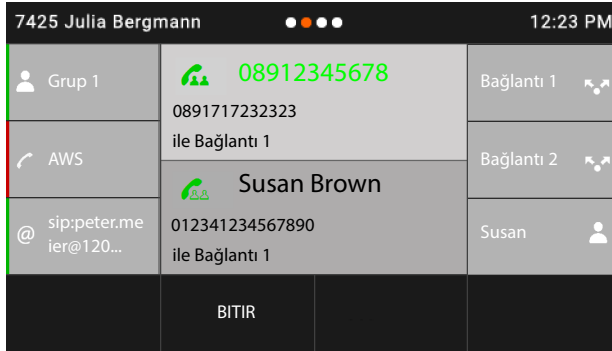 7425 Julia Bergmann
12:23 PM
Grup 1
AWS
@
sip:peter.me
ier@120...
08912345678
0891717232323
ile Bağlantı 1
Susan Brown
012341234567890
ile Bağlantı 1
Bağlantı 1
Bağlantı 2
Susan
BITIR